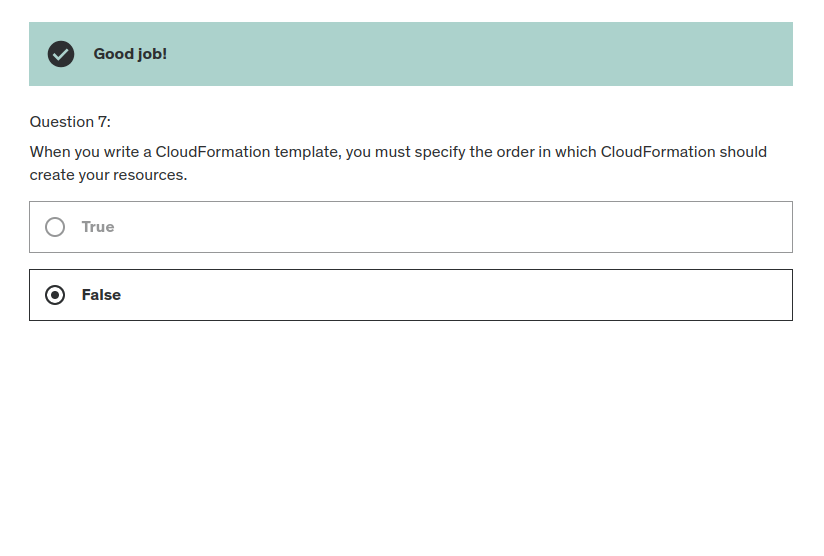 Good job!
Question 7:
When you write a CloudFormation template, you must specify the order in which CloudFormation should
create your resources.
True
False